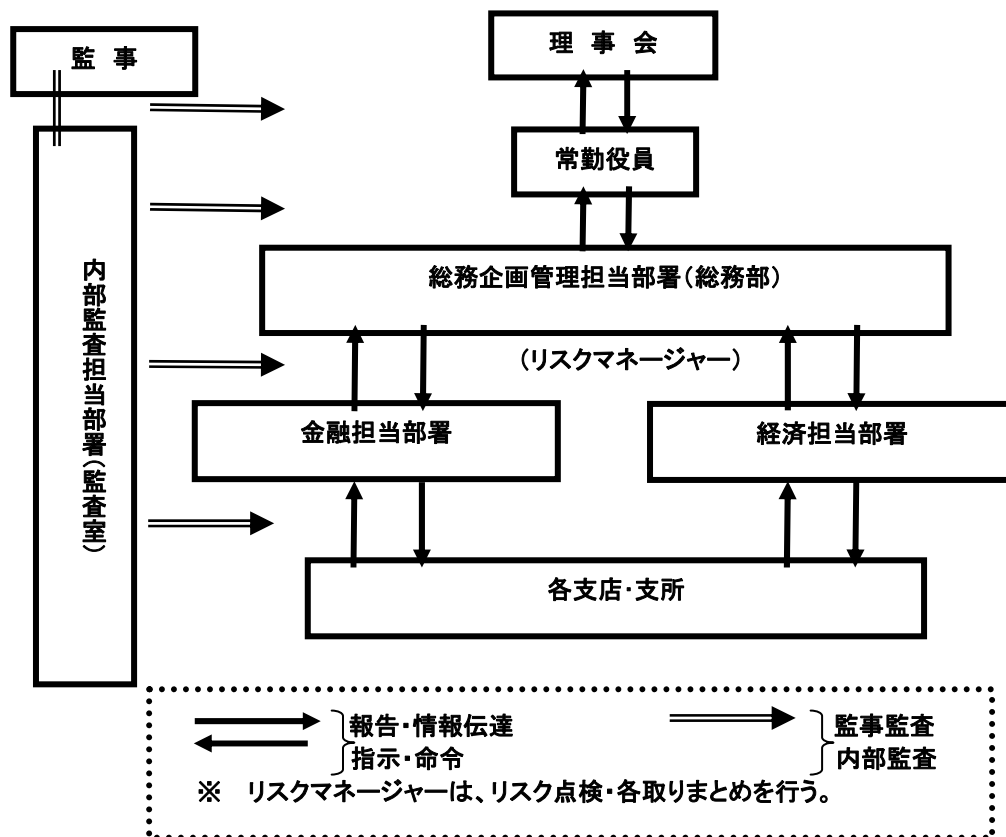 監　事
理　事　会
常勤役員
総務企画管理担当部署（総務部）
（リスクマネージャー）
内部監査担当部署（監査室）
金融担当部署
経済担当部署
各支店・支所
報告・情報伝達
指示・命令
監事監査
内部監査
※　リスクマネージャーは、リスク点検・各取りまとめを行う。